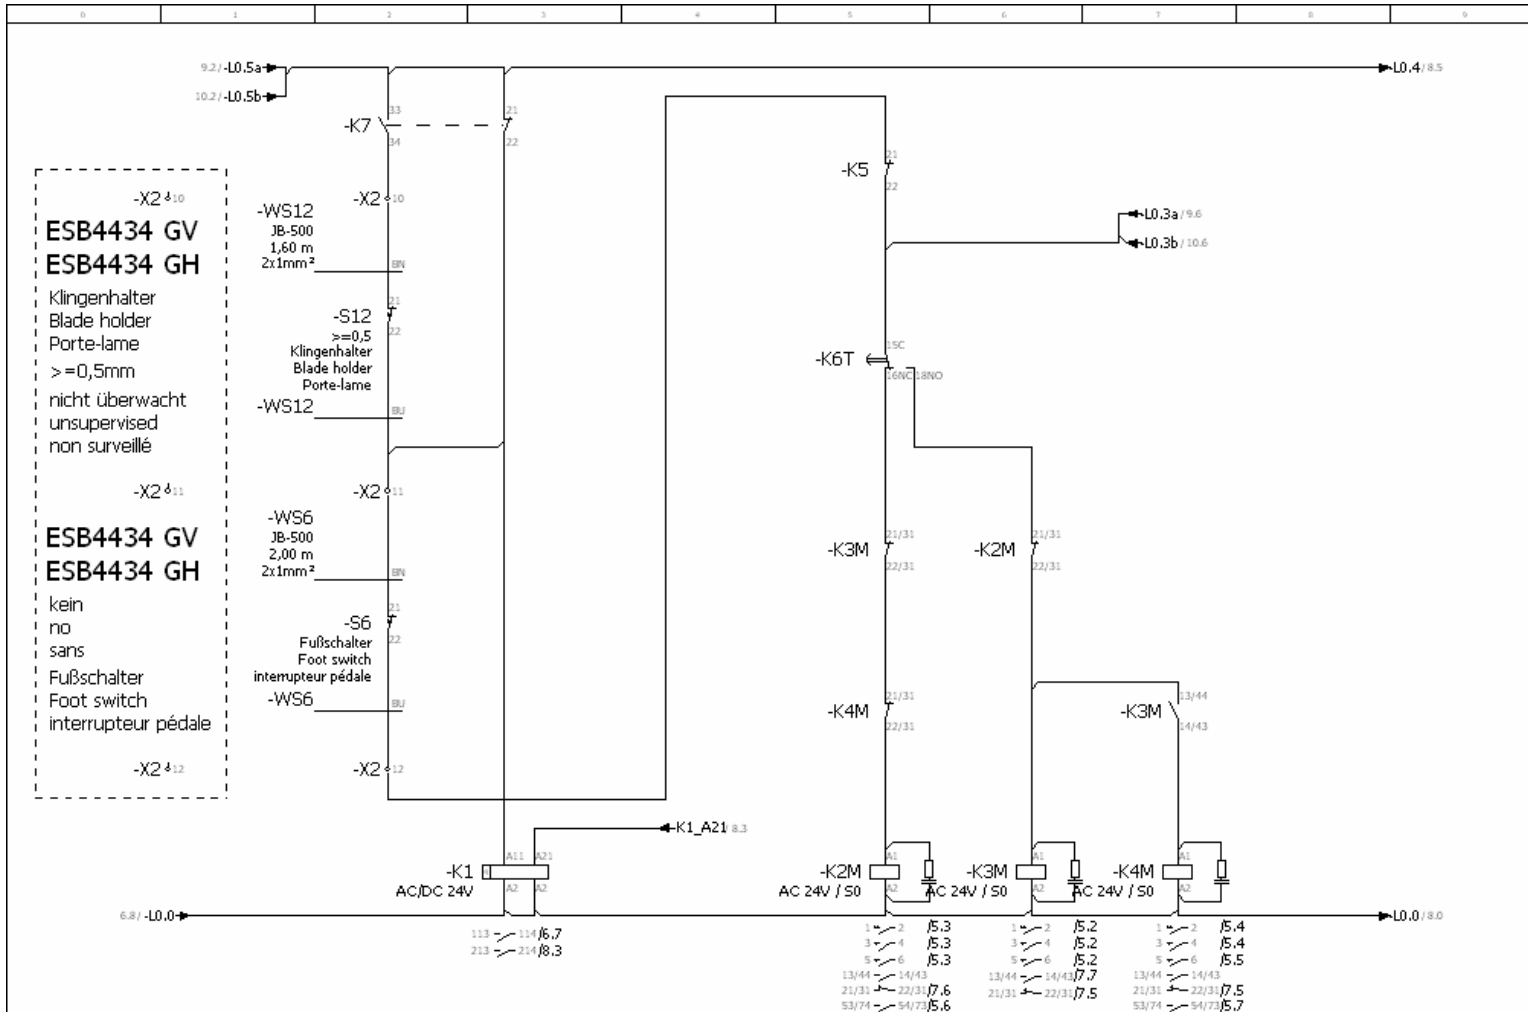 0 1 2 3 4 5 6 7 8 9
9.2/-L0.5a
-L0.4/8.5
10.2/-L0.5b
33
21
-K7
34
22
21
-K5
22
-X2 10
-X2 10
-WS12
JB-500
1,60 m
2x1mm²
BN
-L0.3a/9.6
-L0.3b/10.6
ESB4434 GV
ESB4434 GH
Klingenhalter
Blade holder
Porte-lame
>=0,5mm
nicht überwacht
unsupervised
non surveillé
21
-S12
22
>=0,5
Klingenhalter
Blade holder
Porte-lame
-WS12
BU
15C
-K6T
16NC 18NO
-X2 11
-X2 11
-WS6
JB-500
2,00 m
2x1mm²
BN
ESB4434 GV
ESB4434 GH
kein
no
sans
Fußschalter
Foot switch
interrupteur pédale
21
-S6
22
Fußschalter
Foot switch
interrupteur pédale
-WS6
BU
21/31
-K3M
22/31
21/31
-K2M
22/31
21/31
-K4M
22/31
13/44
-K3M
14/43
-X2 12
-X2 12
K1_A21/8.3
A11 A21
-K1
AC/DC 24V
A2 A2
A1
-K2M
AC 24V / S0
A2
A1
-K3M
AC 24V / S0
A2
A1
-K4M
AC 24V / S0
A2
6.8/-L0.0
-L0.0/8.0
113 114/6.7
213 214/8.3
1 2 /5.3
3 4 /5.3
5 6 /5.3
13/44 14/43
21/31 22/31/7.6
53/74 54/73/5.6
1 2 /5.2
3 4 /5.2
5 6 /5.2
13/44 14/43/7.7
21/31 22/31/7.5
1 2 /5.4
3 4 /5.4
5 6 /5.5
13/44 14/43
21/31 22/31/7.5
53/74 54/73/5.7